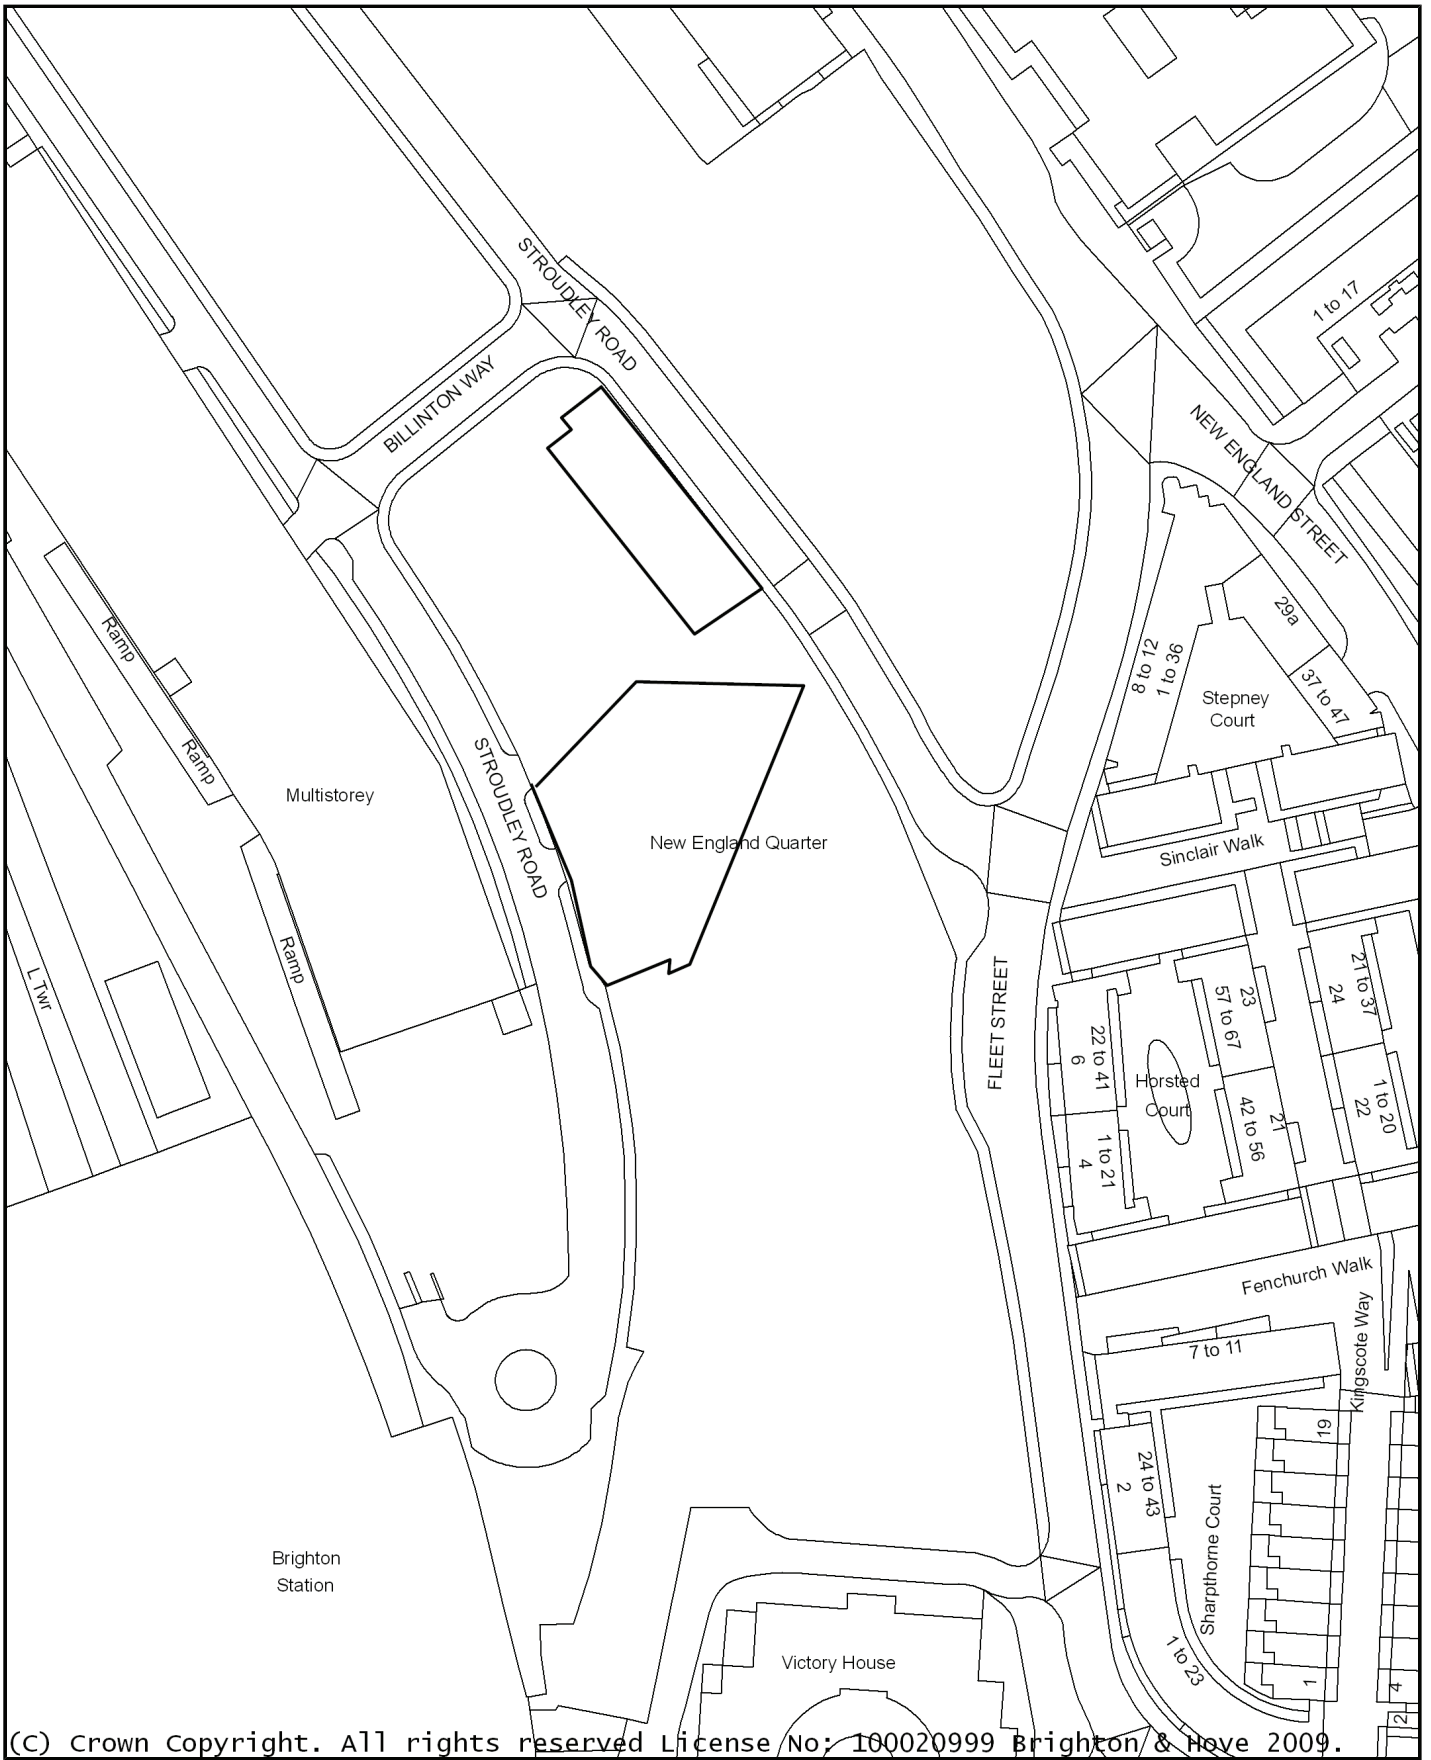 STROUDLEY ROAD
BILLINTON WAY
1 to 17
NEW ENGLAND STREET
29a
37 to 47
8 to 12
1 to 36
Stepney
Court
Ramp
Ramp
Ramp
Multistorey
STROUDLEY ROAD
New England Quarter
Sinclair Walk
L Twr
FLEET STREET
22 to 41
6
1 to 21
4
Horsted
Court
23
57 to 67
21
42 to 56
21 to 37
24
1 to 20
22
Fenchurch Walk
7 to 11
Kingscote Way
19
24 to 43
2
Sharpthorne Court
1 to 23
1
4
2
Brighton
Station
Victory House
(C) Crown Copyright. All rights reserved License No: 100020999 Brighton & Hove 2009.